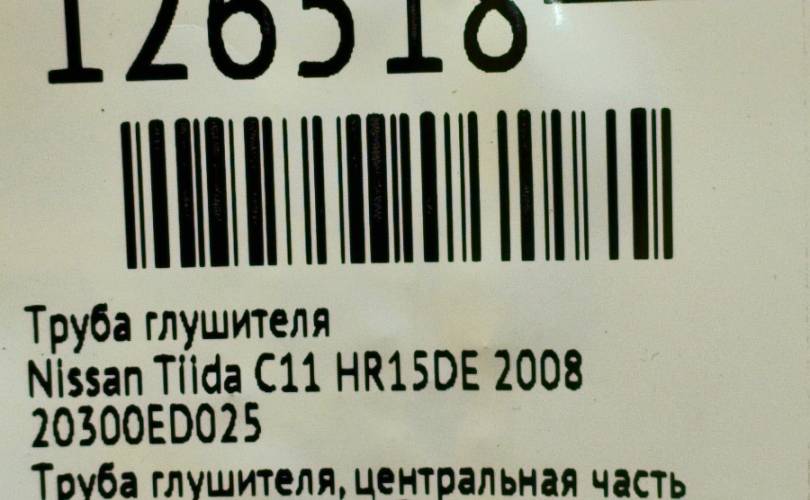 126518
Труба глушителя
Nissan Tiida C11 HR15DE 2008
20300ED025
Труба глушителя, центральная часть